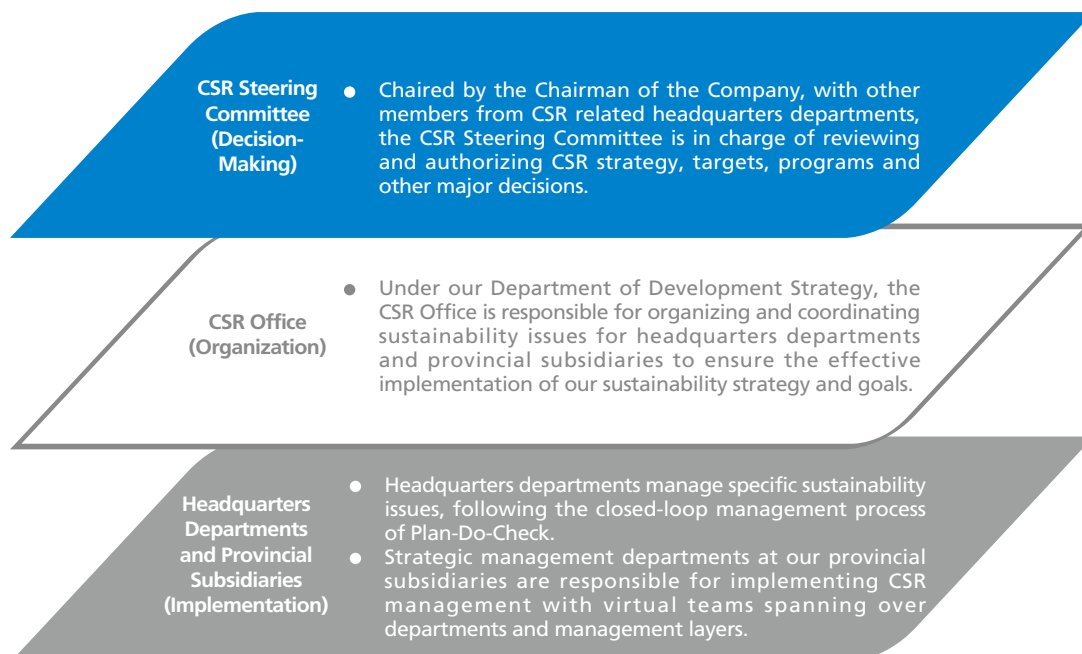 CSR Steering
Committee
(Decision-
Making)
● Chaired by the Chairman of the Company, with other
members from CSR related headquarters departments,
the CSR Steering Committee is in charge of reviewing
and authorizing CSR strategy, targets, programs and
other major decisions.
CSR Office
(Organization)
● Under our Department of Development Strategy, the
CSR Office is responsible for organizing and coordinating
sustainability issues for headquarters departments
and provincial subsidiaries to ensure the effective
implementation of our sustainability strategy and goals.
Headquarters
Departments
and Provincial
Subsidiaries
(Implementation)
● Headquarters departments manage specific sustainability
issues, following the closed-loop management process
of Plan-Do-Check.
● Strategic management departments at our provincial
subsidiaries are responsible for implementing CSR
management with virtual teams spanning over
departments and management layers.